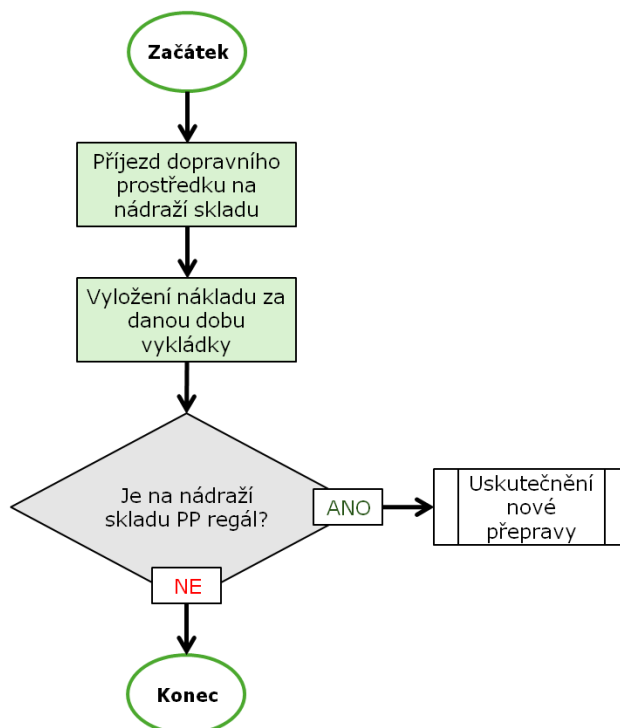 Začátek
Příjezd dopravního
prostředku na
nádraží skladu
Vyložení nákladu za
danou dobu
vykládky
Je na nádraží
skladu PP regál?
ANO
Uskutečnění
nové
přepravy
NE
Konec